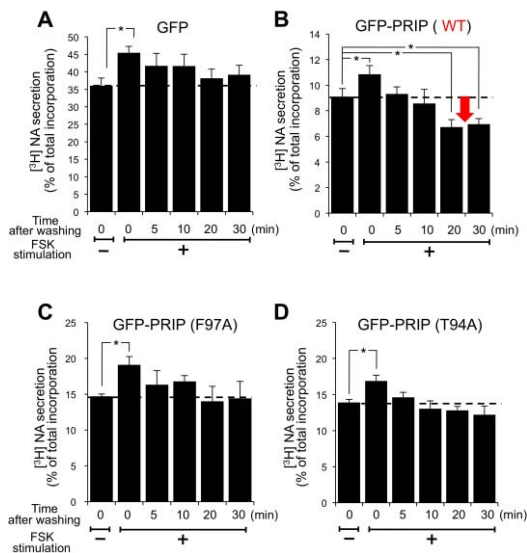 A
GFP
[³H] NA secretion
(% of total incorporation)
50
45
40
35
30
25
20
15
10
5
0
*
Time
after washing
0 0 5 10 20 30 (min)
FSK
stimulation
− +
B
GFP-PRIP ( WT)
[³H] NA secretion
(% of total incorporation)
14
12
10
8
6
4
2
0
*
*
*
0 0 5 10 20 30 (min)
− +
C
GFP-PRIP (F97A)
[³H] NA secretion
(% of total incorporation)
25
20
15
10
5
0
*
Time
after washing
0 0 5 10 20 30 (min)
FSK
stimulation
− +
D
GFP-PRIP (T94A)
[³H] NA secretion
(% of total incorporation)
25
20
15
10
5
0
*
0 0 5 10 20 30 (min)
− +